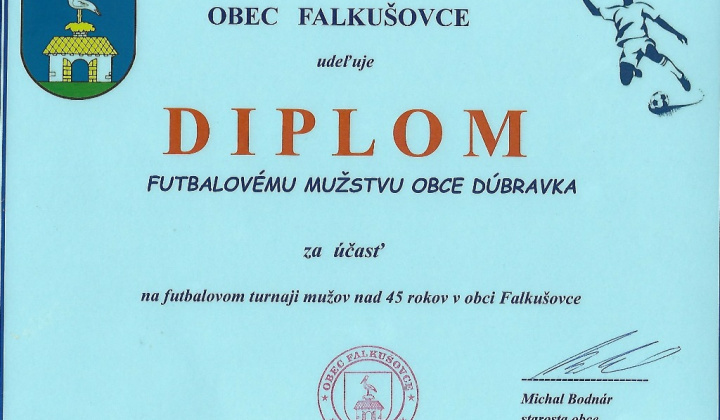 OBEC FALKUŠOVCE
udeľuje
DIPLOM
FUTBALOVÉMU MUŽSTVU OBCE DÚBRAVKA
za účasť
na futbalovom turnaji mužov nad 45 rokov v obci Falkušovce
OBEC FALKUŠOVCE
Michal Bodnár
starosta obce